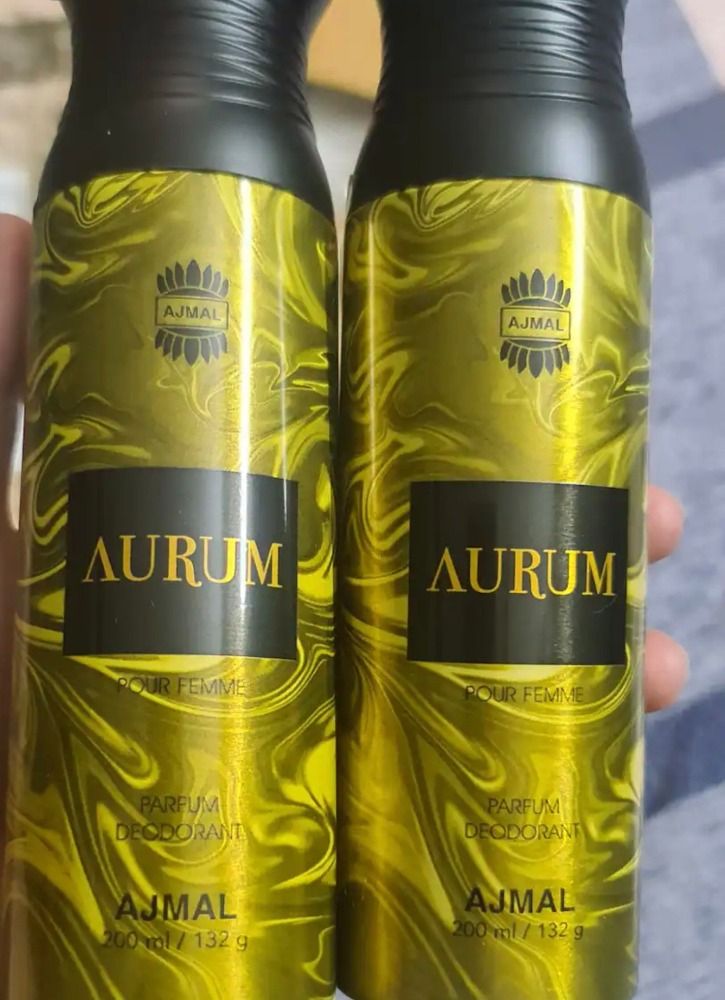 AJMAL
AURUM
POUR FEMME
PARFUM
DEODORANT
AJMAL
200 ml / 132 g
AJMAL
AURUM
POUR FEMME
PARFUM
DEODORANT
AJMAL
200 ml / 132 g